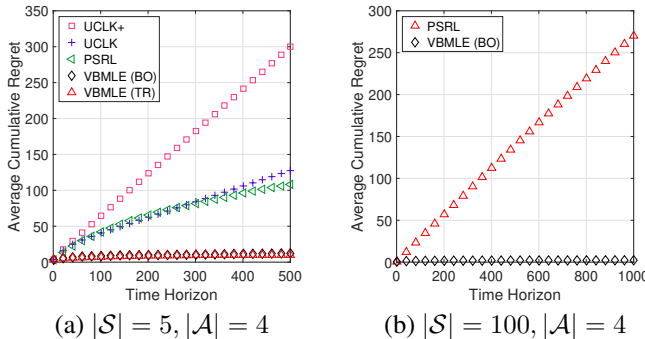 350
300
250
200
150
100
50
0
Average Cumulative Regret
UCLK+
UCLK
PSRL
VBMLE (BO)
VBMLE (TR)
0 100 200 300 400 500
Time Horizon
(a) |S| = 5, |A| = 4
300
250
200
150
100
50
0
Average Cumulative Regret
PSRL
VBMLE (BO)
0 200 400 600 800 1000
Time Horizon
(b) |S| = 100, |A| = 4